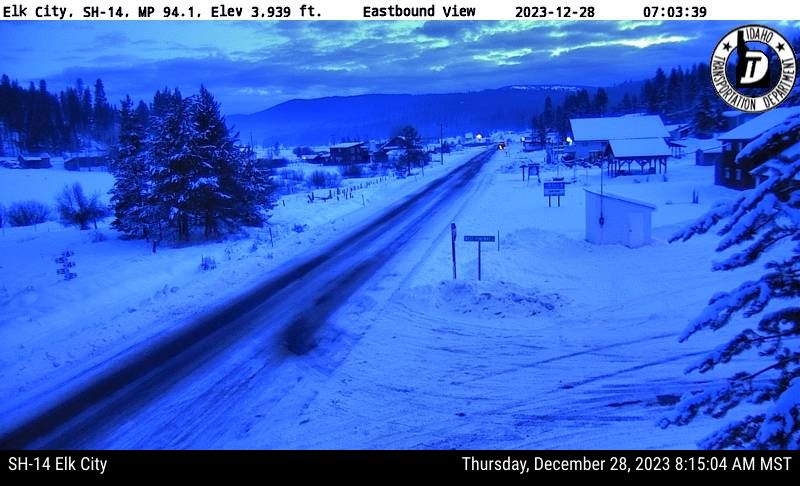 Elk City, SH-14, MP 94.1, Elev 3,939 ft. Eastbound View 2023-12-28 07:03:39
IDAHO
TRANSPORTATION DEPARTMENT
SH-14 Elk City Thursday, December 28, 2023 8:15:04 AM MST